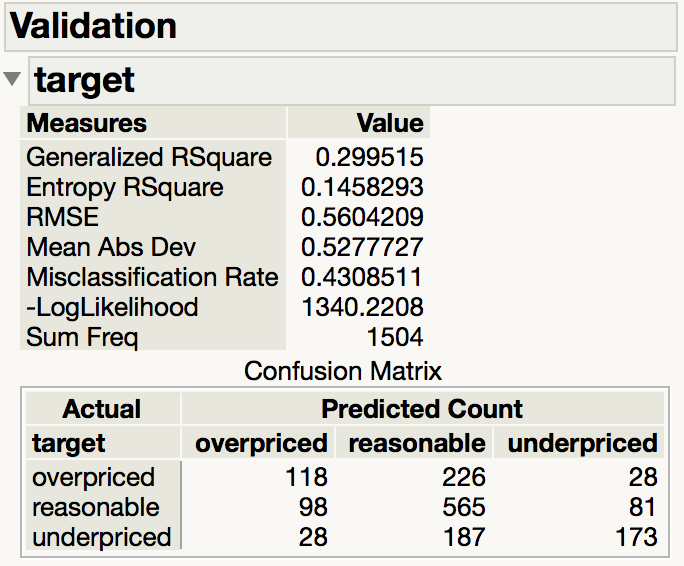 Validation
target
Measures Value
Generalized RSquare 0.299515
Entropy RSquare 0.1458293
RMSE 0.5604209
Mean Abs Dev 0.5277727
Misclassification Rate 0.4308511
-LogLikelihood 1340.2208
Sum Freq 1504
Confusion Matrix
Actual Predicted Count
target overpriced reasonable underpriced
overpriced 118 226 28
reasonable 98 565 81
underpriced 28 187 173